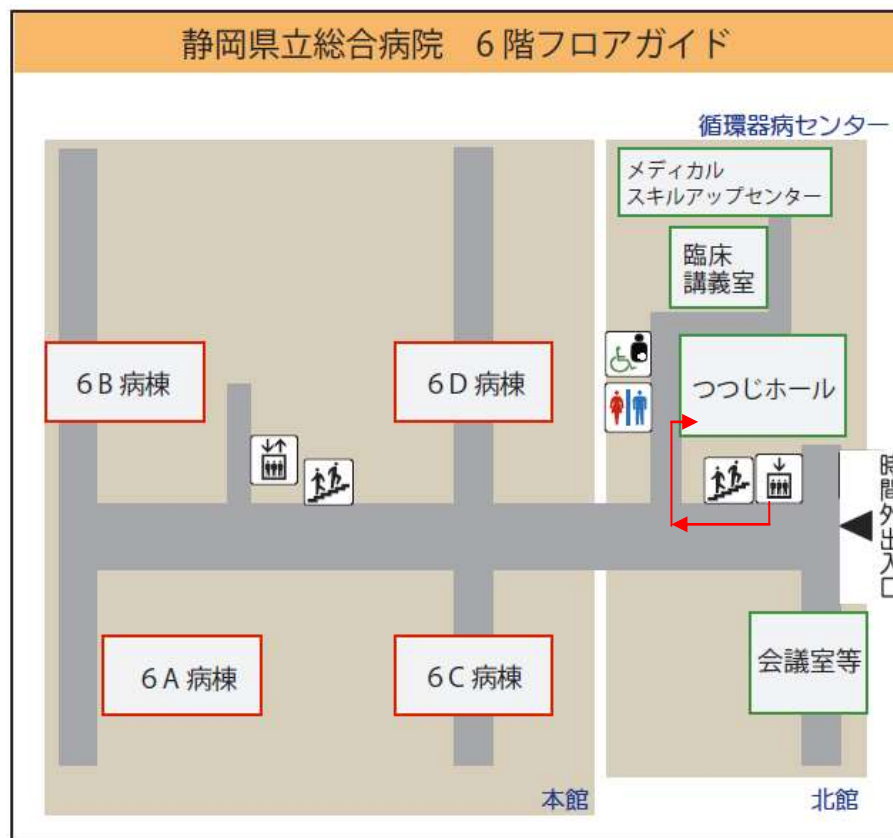 静岡県立総合病院 6階フロアガイド
循環器病センター
メディカル
スキルアップセンター
臨床
講義室
6B病棟
6D病棟
つつじホール
時間外出入口
6A病棟
6C病棟
会議室等
本館
北館